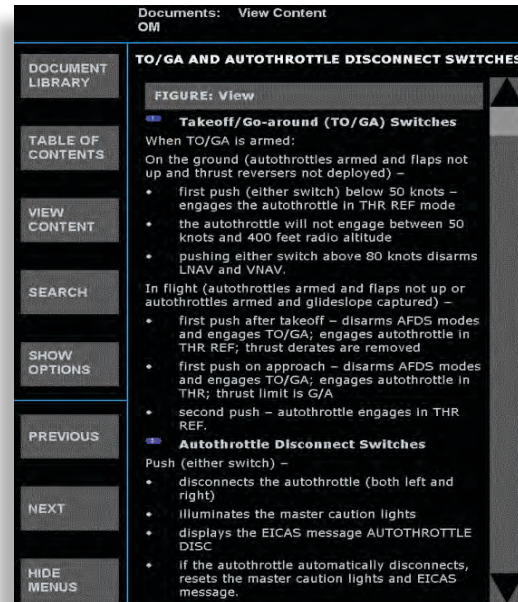 Documents: View Content
OM
DOCUMENT
LIBRARY
TABLE OF
CONTENTS
VIEW
CONTENT
SEARCH
SHOW
OPTIONS
PREVIOUS
NEXT
HIDE
MENUS
TO/GA AND AUTOTHROTTLE DISCONNECT SWITCHES
FIGURE: View
Takeoff/Go-around (TO/GA) Switches
When TO/GA is armed:
On the ground (autothrottles armed and flaps not
up and thrust reversers not deployed) –
• first push (either switch) below 50 knots –
engages the autothrottle in THR REF mode
• the autothrottle will not engage between 50
knots and 400 feet radio altitude
• pushing either switch above 80 knots disarms
LNAV and VNAV.
In flight (autothrottles armed and flaps not up or
autothrottles armed and glideslope captured) –
• first push after takeoff – disarms AFDS modes
and engages TO/GA; engages autothrottle in
THR REF; thrust derates are removed
• first push on approach – disarms AFDS modes
and engages TO/GA; engages autothrottle in
THR; thrust limit is G/A
• second push – autothrottle engages in THR
REF.
Autothrottle Disconnect Switches
Push (either switch) –
• disconnects the autothrottle (both left and
right)
• illuminates the master caution lights
• displays the EICAS message AUTOTHROTTLE
DISC
• if the autothrottle automatically disconnects,
resets the master caution lights and EICAS
message.